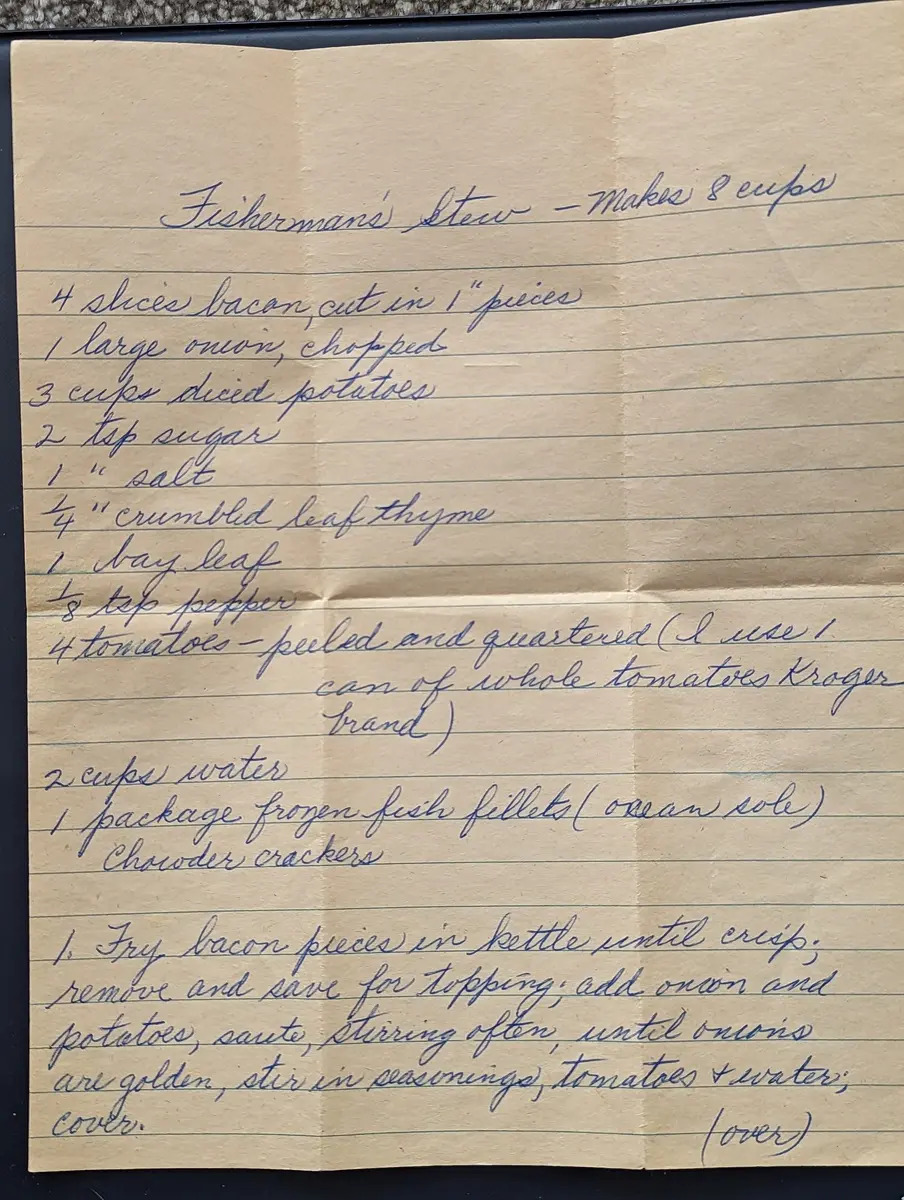 Fisherman's Stew – Makes 8 cups
4 slices bacon, cut in 1" pieces
1 large onion, chopped
3 cups diced potatoes
2 tsp sugar
1 " salt
1/4 " crumbled leaf thyme
1 bay leaf
1/8 tsp pepper
4 tomatoes – peeled and quartered (I use 1
can of whole tomatoes Kroger
brand)
2 cups water
1 package frozen fish fillets (ocean sole)
Chowder crackers
1. Fry bacon pieces in kettle until crisp;
remove and save for topping; add onion and
potatoes, saute, stirring often, until onions
are golden, stir in seasonings, tomatoes + water;
cover.
(over)